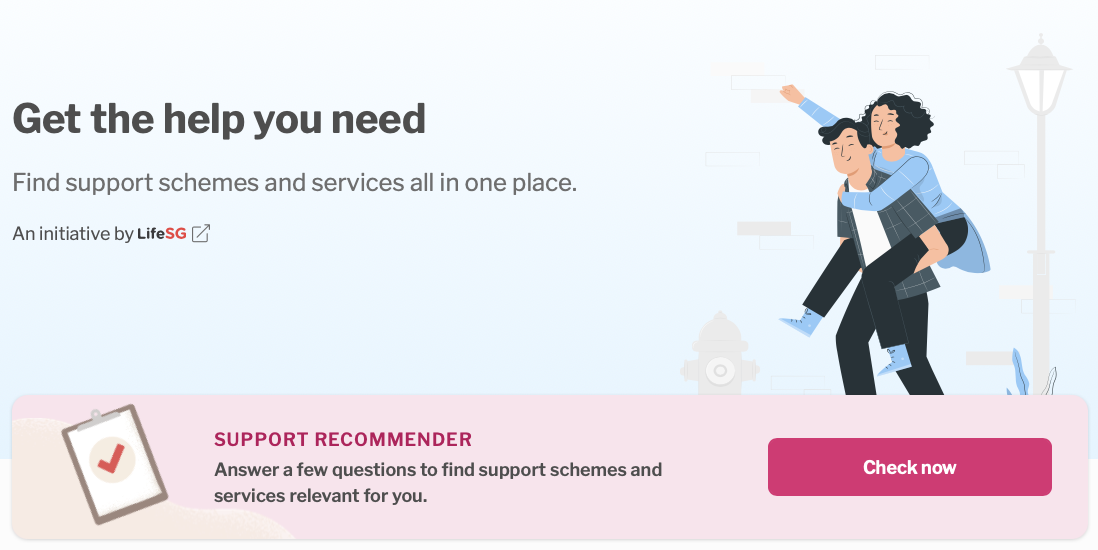 Get the help you need
Find support schemes and services all in one place.
An initiative by LifeSG
SUPPORT RECOMMENDER
Answer a few questions to find support schemes and
services relevant for you.
Check now